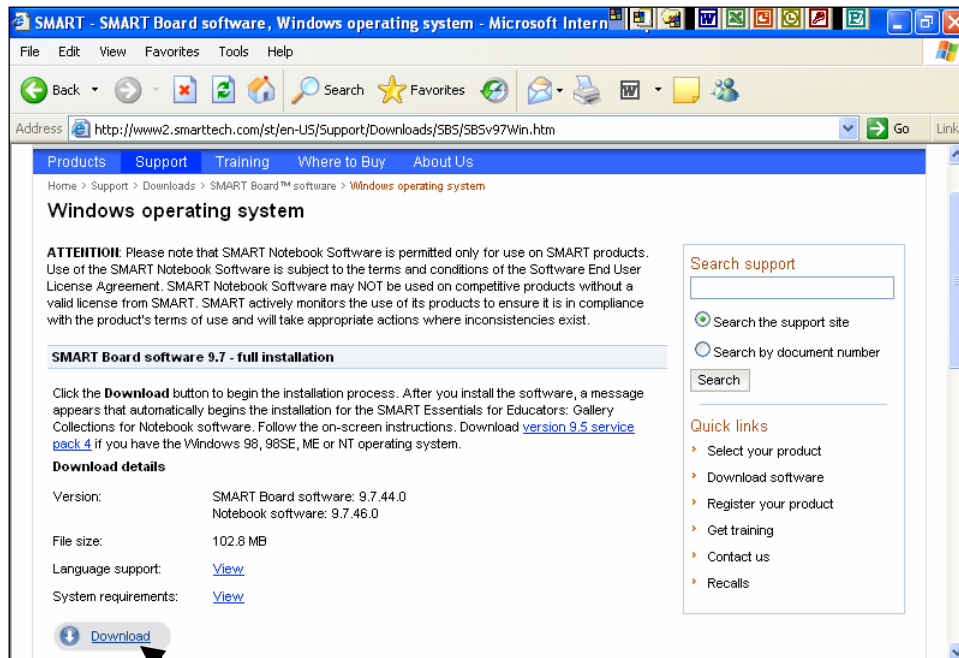 SMART - SMART Board software, Windows operating system - Microsoft Intern
File Edit View Favorites Tools Help
Back Search Favorites
Address http://www2.smarttech.com/st/en-US/Support/Downloads/SBS/SBSv97Win.htm Go Link
Products Support Training Where to Buy About Us
Home > Support > Downloads > SMART Board™ software > Windows operating system
Windows operating system
ATTENTION: Please note that SMART Notebook Software is permitted only for use on SMART products.
Use of the SMART Notebook Software is subject to the terms and conditions of the Software End User
License Agreement. SMART Notebook Software may NOT be used on competitive products without a
valid license from SMART. SMART actively monitors the use of its products to ensure it is in compliance
with the product's terms of use and will take appropriate actions where inconsistencies exist.
SMART Board software 9.7 - full installation
Click the Download button to begin the installation process. After you install the software, a message
appears that automatically begins the installation for the SMART Essentials for Educators: Gallery
Collections for Notebook software. Follow the on-screen instructions. Download version 9.5 service
pack 4 if you have the Windows 98, 98SE, ME or NT operating system.
Download details
Version: SMART Board software: 9.7.44.0
Notebook software: 9.7.46.0
File size: 102.8 MB
Language support: View
System requirements: View
Download
Search support
Search the support site
Search by document number
Search
Quick links
Select your product
Download software
Register your product
Get training
Contact us
Recalls